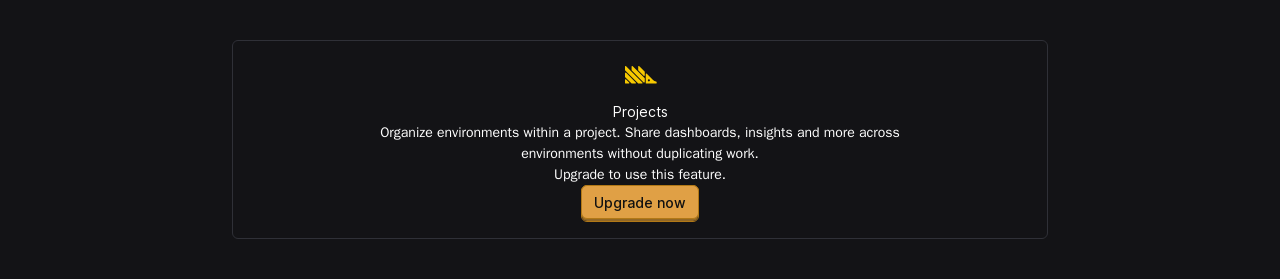 Projects
Organize environments within a project. Share dashboards, insights and more across
environments without duplicating work.
Upgrade to use this feature.
Upgrade now